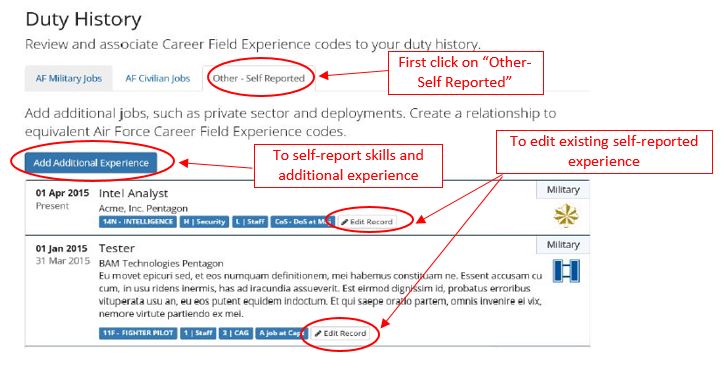 Duty History
Review and associate Career Field Experience codes to your duty history.
First click on "Other-
Self Reported"
AF Military Jobs
AF Civilian Jobs
Other - Self Reported
Add additional jobs, such as private sector and deployments. Create a relationship to
equivalent Air Force Career Field Experience codes.
To edit existing self-reported
experience
Add Additional Experience
To self-report skills and
additional experience
01 Apr 2015
Present
Intel Analyst
Acme, Inc. Pentagon
14N - INTELLIGENCE
H | Security
L | Staff
CoS - DoS at
Edit Record
Military
01 Jan 2015
31 Mar 2015
Tester
BAM Technologies Pentagon
Eu movet epicuri sed, et eos numquam definitionem, mei habemus constituam ne. Essent accusam cu
cum, in usu ridens inermis, has ad iracundia assueverit. Est eirmod dignissim id, probatus erroribus
vituperata usu an, eu eos putent equidem indoctum. Et qui saepe oratio partem, omnis invenire ei vix,
nemore virtute partiendo ex mei.
11F - FIGHTER PILOT
1 | Staff
3 | CAG
A job at Capt
Edit Record
Military